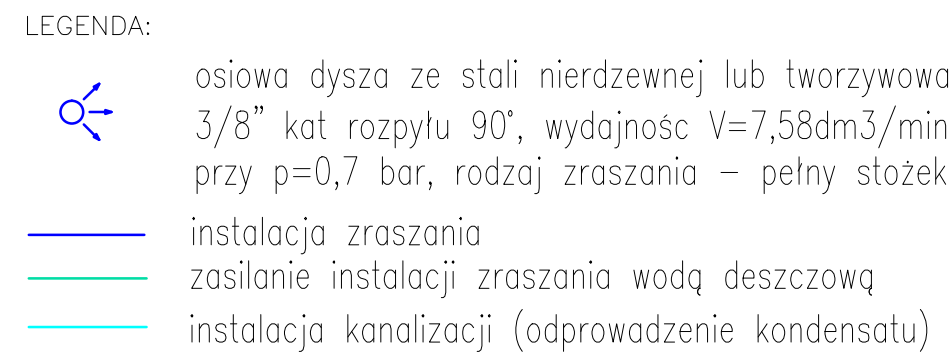 LEGENDA:
osiowa dysza ze stali nierdzewnej lub tworzywowa
3/8" kat rozpyłu 90°, wydajnośc V=7,58dm3/min
przy p=0,7 bar, rodzaj zraszania – pełny stożek
instalacja zraszania
zasilanie instalacji zraszania wodą deszczową
instalacja kanalizacji (odprowadzenie kondensatu)